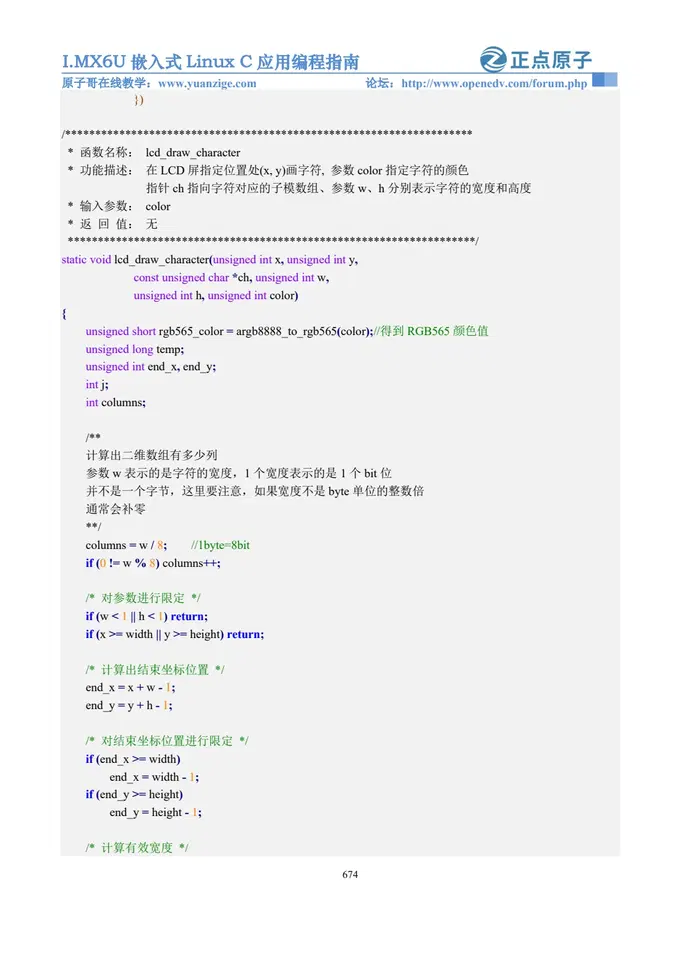 I.MX6U 嵌入式 Linux C 应用编程指南
正点原子
原子哥在线教学：www.yuanzige.com 论坛：http://www.openedv.com/forum.php
})
/********************************************************************
* 函数名称： lcd_draw_character
* 功能描述： 在 LCD 屏指定位置处(x, y)画字符, 参数 color 指定字符的颜色
指针 ch 指向字符对应的子模数组、参数 w、h 分别表示字符的宽度和高度
* 输入参数： color
* 返 回 值： 无
********************************************************************/
static void lcd_draw_character(unsigned int x, unsigned int y,
const unsigned char *ch, unsigned int w,
unsigned int h, unsigned int color)
{
unsigned short rgb565_color = argb8888_to_rgb565(color);//得到 RGB565 颜色值
unsigned long temp;
unsigned int end_x, end_y;
int j;
int columns;
/**
计算出二维数组有多少列
参数 w 表示的是字符的宽度，1 个宽度表示的是 1 个 bit 位
并不是一个字节，这里要注意，如果宽度不是 byte 单位的整数倍
通常会补零
**/
columns = w / 8; //1byte=8bit
if (0 != w % 8) columns++;
/* 对参数进行限定 */
if (w < 1 || h < 1) return;
if (x >= width || y >= height) return;
/* 计算出结束坐标位置 */
end_x = x + w - 1;
end_y = y + h - 1;
/* 对结束坐标位置进行限定 */
if (end_x >= width)
end_x = width - 1;
if (end_y >= height)
end_y = height - 1;
/* 计算有效宽度 */
674